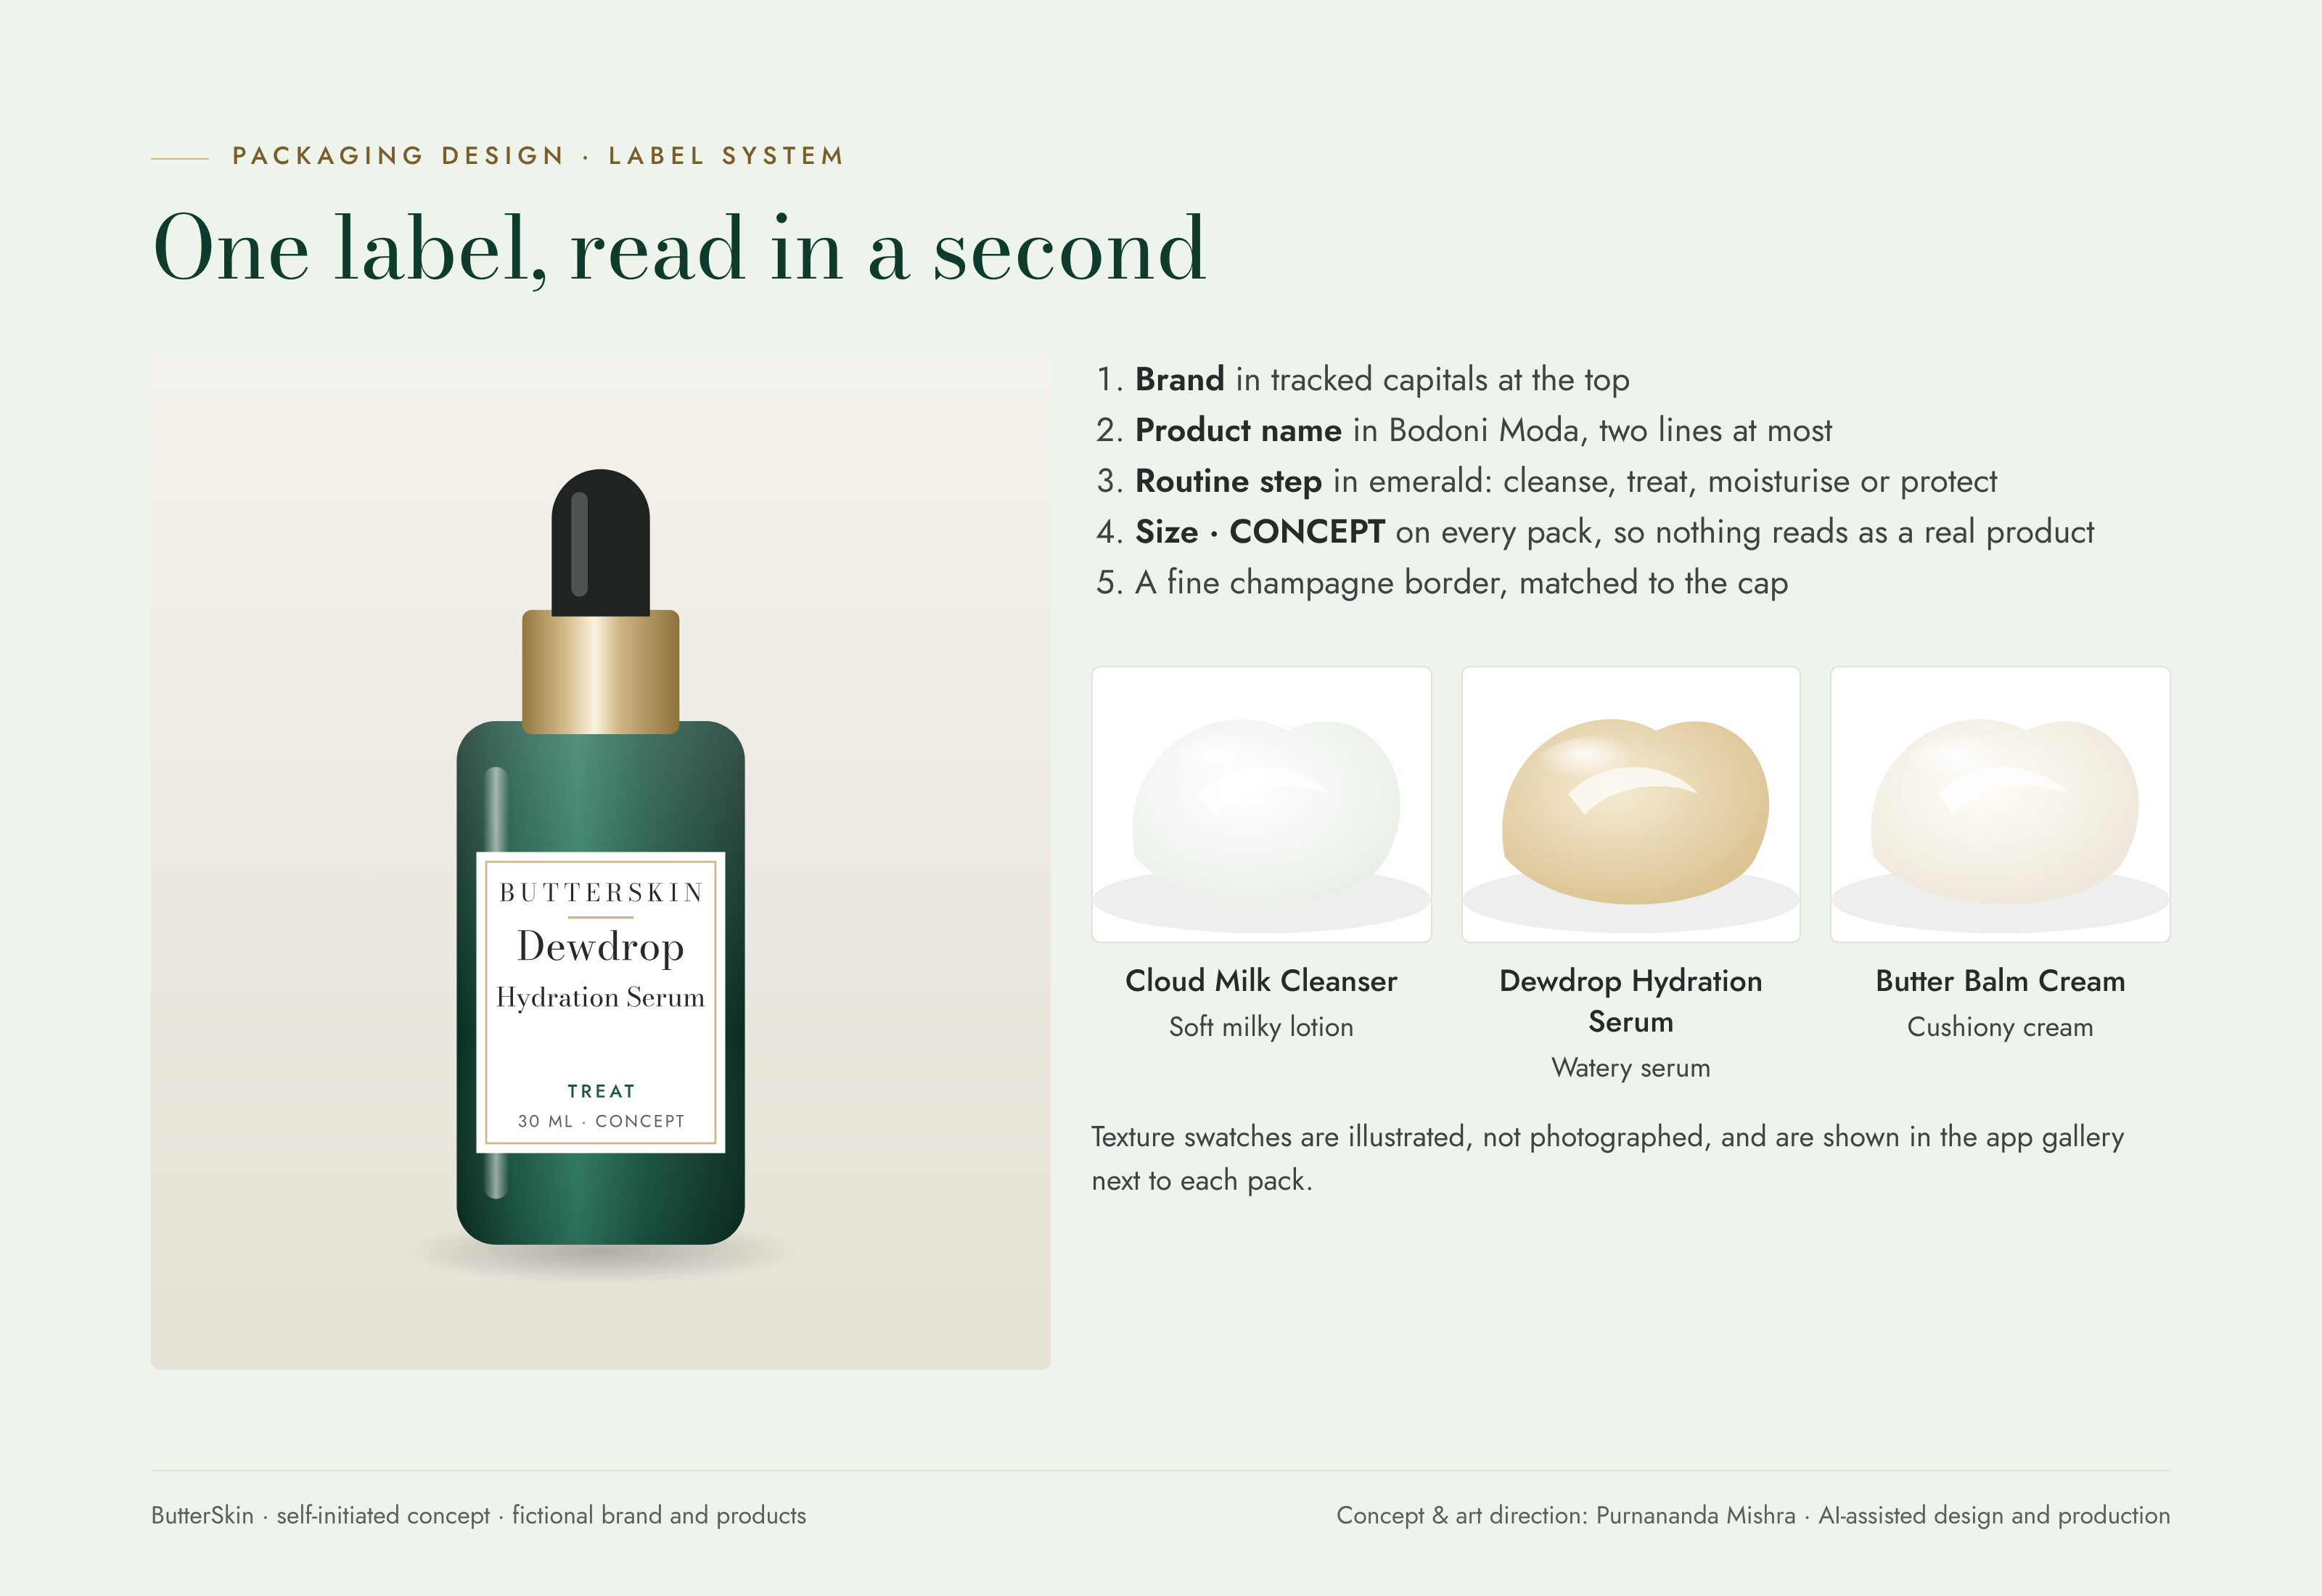 PACKAGING DESIGN · LABEL SYSTEM
One label, read in a second
BUTTERSKIN
Dewdrop
Hydration Serum
TREAT
30 ML · CONCEPT
1. Brand in tracked capitals at the top
2. Product name in Bodoni Moda, two lines at most
3. Routine step in emerald: cleanse, treat, moisturise or protect
4. Size · CONCEPT on every pack, so nothing reads as a real product
5. A fine champagne border, matched to the cap
Cloud Milk Cleanser
Soft milky lotion
Dewdrop Hydration
Serum
Watery serum
Butter Balm Cream
Cushiony cream
Texture swatches are illustrated, not photographed, and are shown in the app gallery
next to each pack.
ButterSkin · self-initiated concept · fictional brand and products
Concept & art direction: Purnananda Mishra · AI-assisted design and production